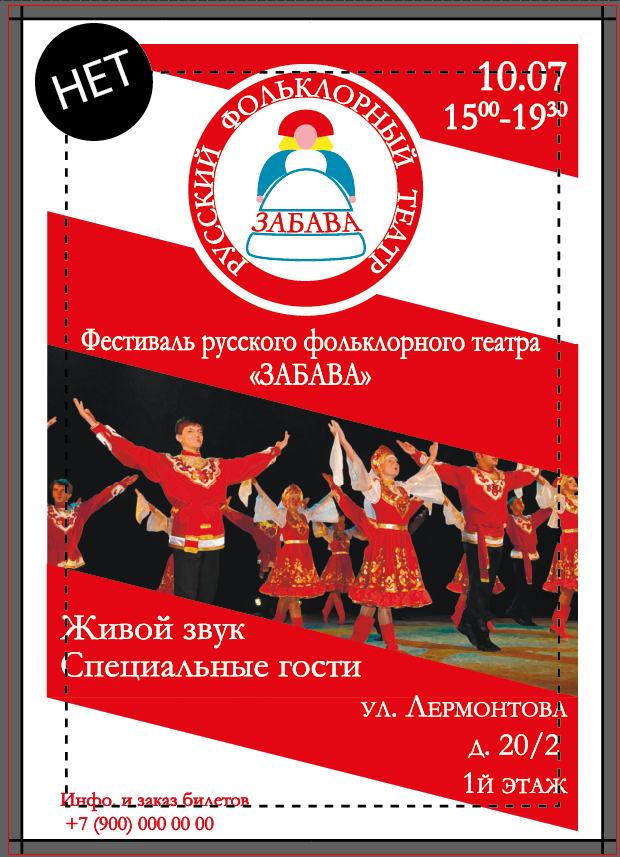 НЕТ
10.07
15⁰⁰-19³⁰
РУССКИЙ ФОЛЬКЛОРНЫЙ ТЕАТР
ЗАБАВА
Фестиваль русского фольклорного театра
«ЗАБАВА»
Живой звук
Специальные гости
ул. Лермонтова
д. 20/2
1й этаж
Инфо. и заказ билетов
+7 (900) 000 00 00